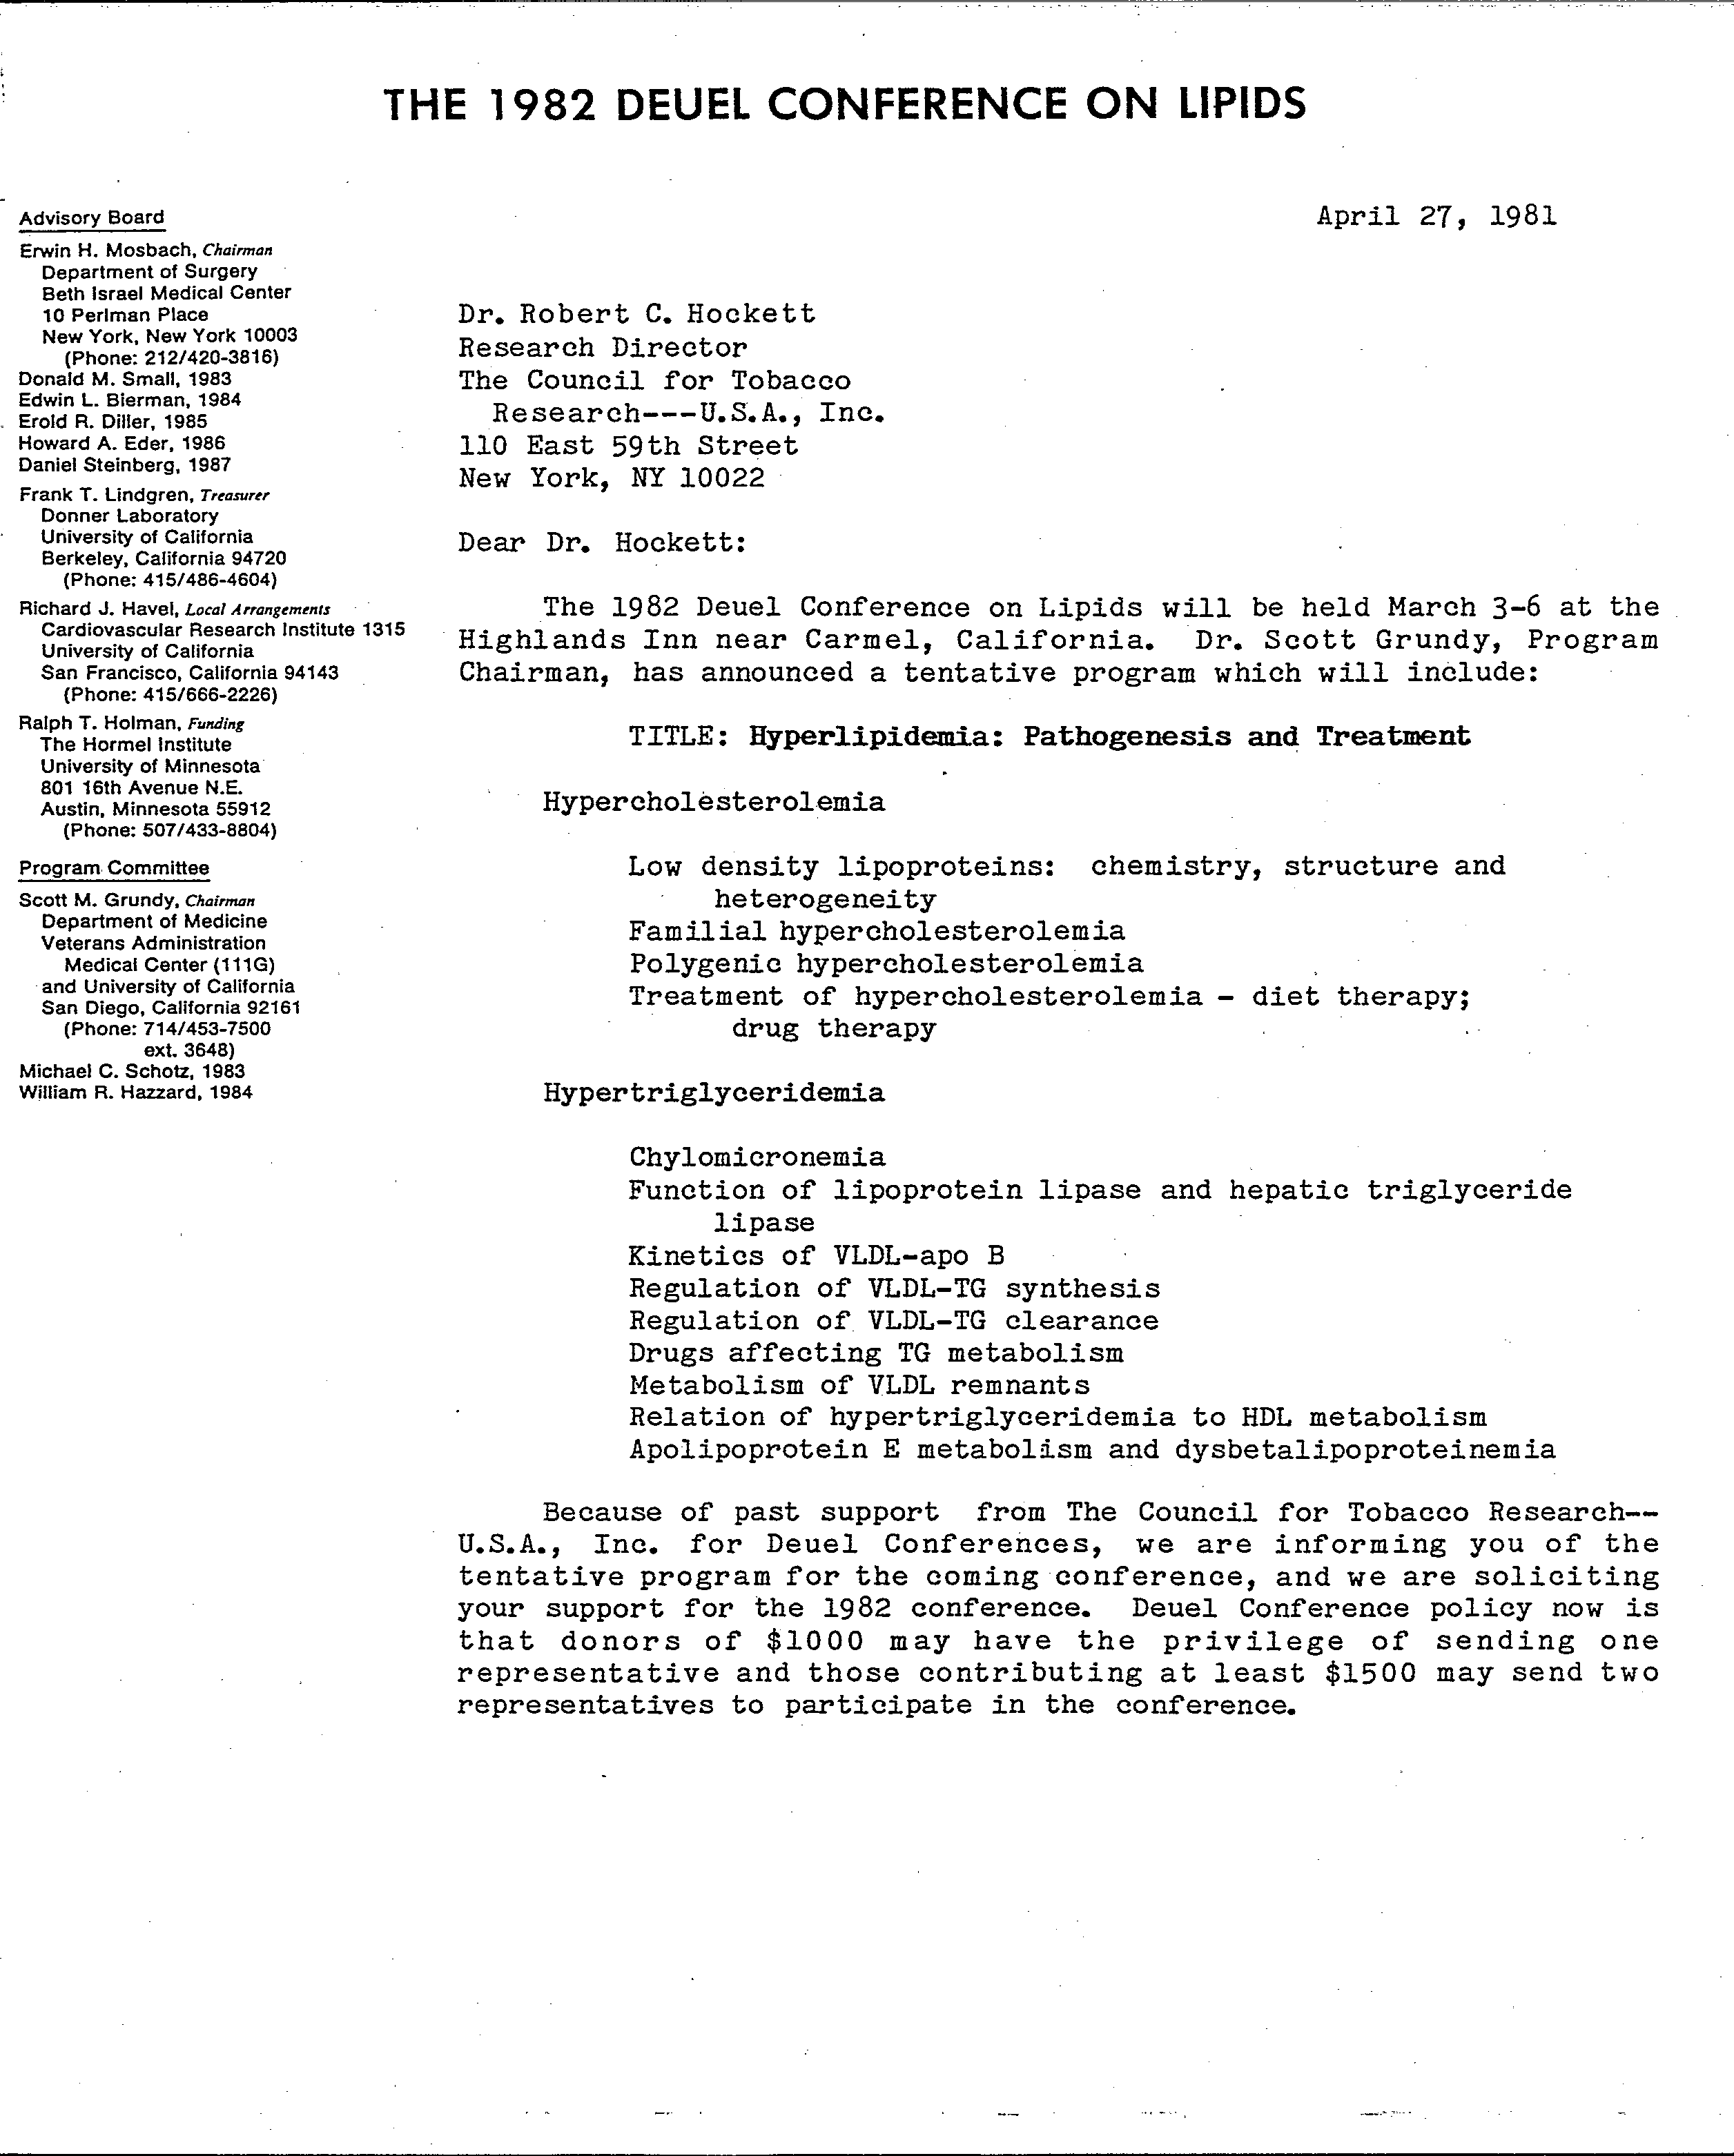 THE 1982 DEUEL CONFERENCE ON LIPIDS
Advisory Board
Erwin H. Mosbach, Chairman
Department of Surgery
Beth Israel Medical Center
10 Perlman Place
New York, New York 10003
(Phone: 212/420-3816)
Donald M. Small, 1983
Edwin L. Bierman, 1984
Erold R. Diller, 1985
Howard A. Eder, 1986
Daniel Steinberg, 1987
Frank T. Lindgren, Treasurer
Donner Laboratory
University of California
Berkeley, California 94720
(Phone: 415/486-4604)
Richard J. Havel, Local Arrangements
Cardiovascular Research Institute 1315
University of California
San Francisco, California 94143
(Phone: 415/666-2226)
Ralph T. Holman, Funding
The Hormel Institute
University of Minnesota
801 16th Avenue N.E.
Austin, Minnesota 55912
(Phone: 507/433-8804)
Program Committee
Scott M. Grundy, Chairman
Department of Medicine
Veterans Administration
Medical Center (111G)
and University of California
San Diego, California 92161
(Phone: 714/453-7500
ext. 3648)
Michael C. Schotz, 1983
William R. Hazzard, 1984
April 27, 1981
Dr. Robert C. Hockett
Research Director
The Council for Tobacco
Research---U.S.A., Inc.
110 East 59th Street
New York, NY 10022
Dear Dr. Hockett:
The 1982 Deuel Conference on Lipids will be held March 3-6 at the
Highlands Inn near Carmel, California. Dr. Scott Grundy, Program
Chairman, has announced a tentative program which will include:
TITLE: Hyperlipidemia: Pathogenesis and Treatment
Hypercholesterolemia
Low density lipoproteins: chemistry, structure and
heterogeneity
Familial hypercholesterolemia
Polygenic hypercholesterolemia
Treatment of hypercholesterolemia - diet therapy;
drug therapy
Hypertriglyceridemia
Chylomicronemia
Function of lipoprotein lipase and hepatic triglyceride
lipase
Kinetics of VLDL-apo B
Regulation of VLDL-TG synthesis
Regulation of VLDL-TG clearance
Drugs affecting TG metabolism
Metabolism of VLDL remnants
Relation of hypertriglyceridemia to HDL metabolism
Apolipoprotein E metabolism and dysbetalipoproteinemia
Because of past support from The Council for Tobacco Research--
U.S.A., Inc. for Deuel Conferences, we are informing you of the
tentative program for the coming conference, and we are soliciting
your support for the 1982 conference. Deuel Conference policy now is
that donors of $1000 may have the privilege of sending one
representative and those contributing at least $1500 may send two
representatives to participate in the conference.